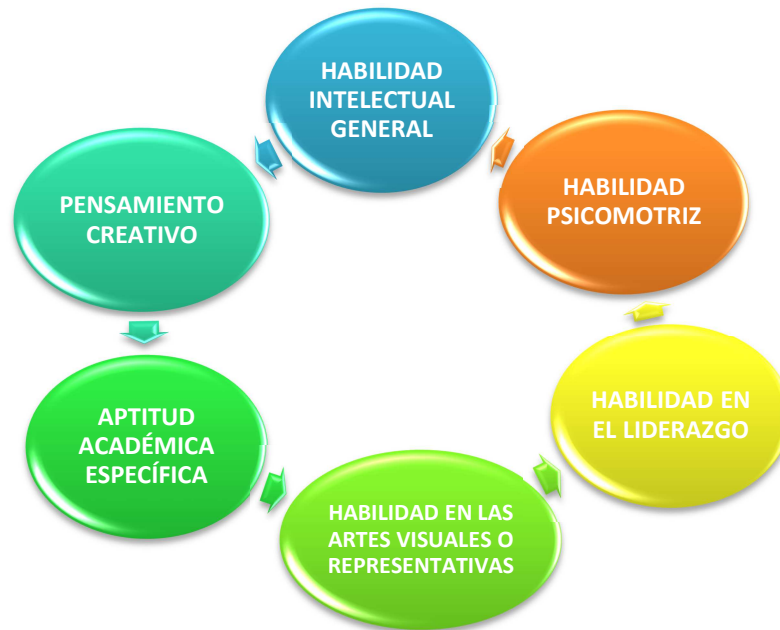 HABILIDAD
INTELECTUAL
GENERAL
HABILIDAD
PSICOMOTRIZ
PENSAMIENTO
CREATIVO
HABILIDAD EN
EL LIDERAZGO
APTITUD
ACADÉMICA
ESPECÍFICA
HABILIDAD EN LAS
ARTES VISUALES O
REPRESENTATIVAS